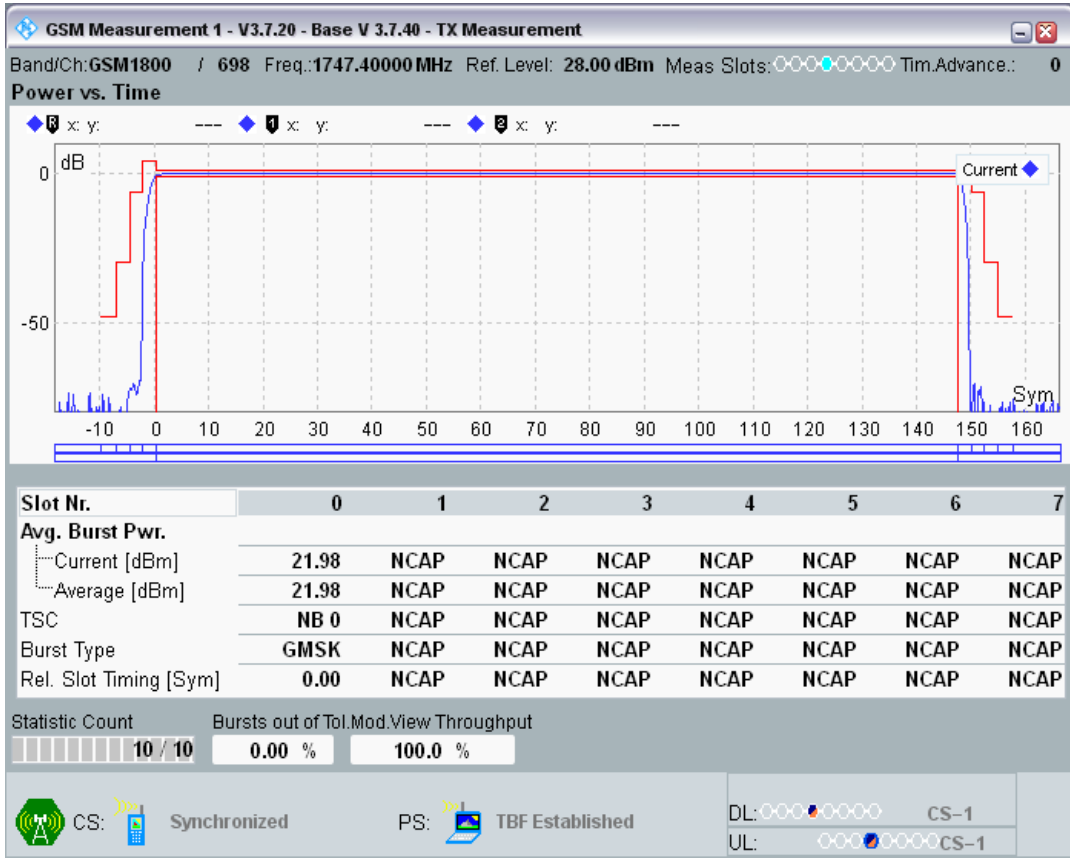 GSM Measurement 1 - V3.7.20 - Base V 3.7.40 - TX Measurement
Band/Ch:GSM1800 / 698 Freq.:1747.40000 MHz Ref. Level: 28.00 dBm Meas Slots: Tim.Advance.: 0
Power vs. Time
R x: y: --- 1 x: y: --- 2 x: y: ---
dB
0
Current
-50
Sym
-10 0 10 20 30 40 50 60 70 80 90 100 110 120 130 140 150 160
Slot Nr. 0 1 2 3 4 5 6 7
Avg. Burst Pwr.
Current [dBm] 21.98 NCAP NCAP NCAP NCAP NCAP NCAP NCAP
Average [dBm] 21.98 NCAP NCAP NCAP NCAP NCAP NCAP NCAP
TSC NB 0 NCAP NCAP NCAP NCAP NCAP NCAP NCAP
Burst Type GMSK NCAP NCAP NCAP NCAP NCAP NCAP NCAP
Rel. Slot Timing [Sym] 0.00 NCAP NCAP NCAP NCAP NCAP NCAP NCAP
Statistic Count Bursts out of Tol.Mod.View Throughput
10 / 10 0.00 % 100.0 %
CS: Synchronized PS: TBF Established
DL: CS-1
UL: CS-1